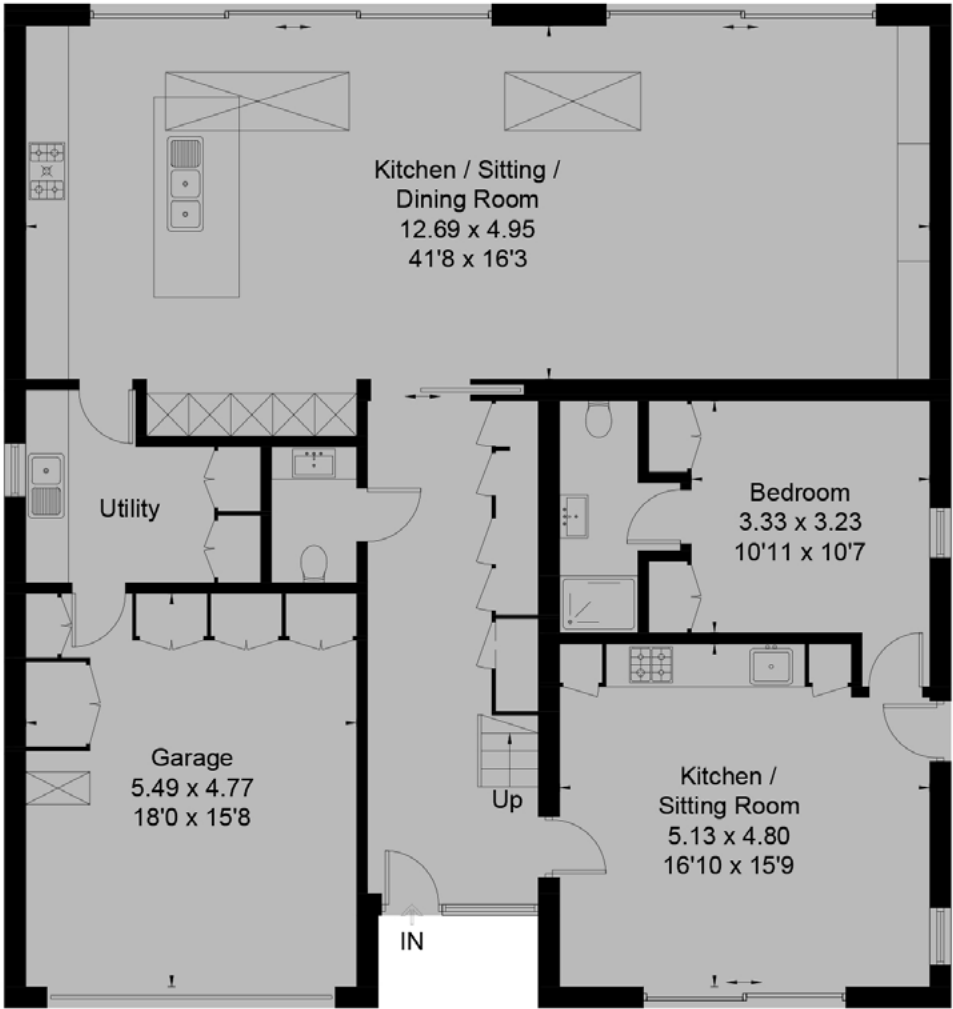 Kitchen / Sitting /
Dining Room
12.69 x 4.95
41'8 x 16'3
Utility
Bedroom
3.33 x 3.23
10'11 x 10'7
Garage
5.49 x 4.77
18'0 x 15'8
Up
Kitchen /
Sitting Room
5.13 x 4.80
16'10 x 15'9
IN